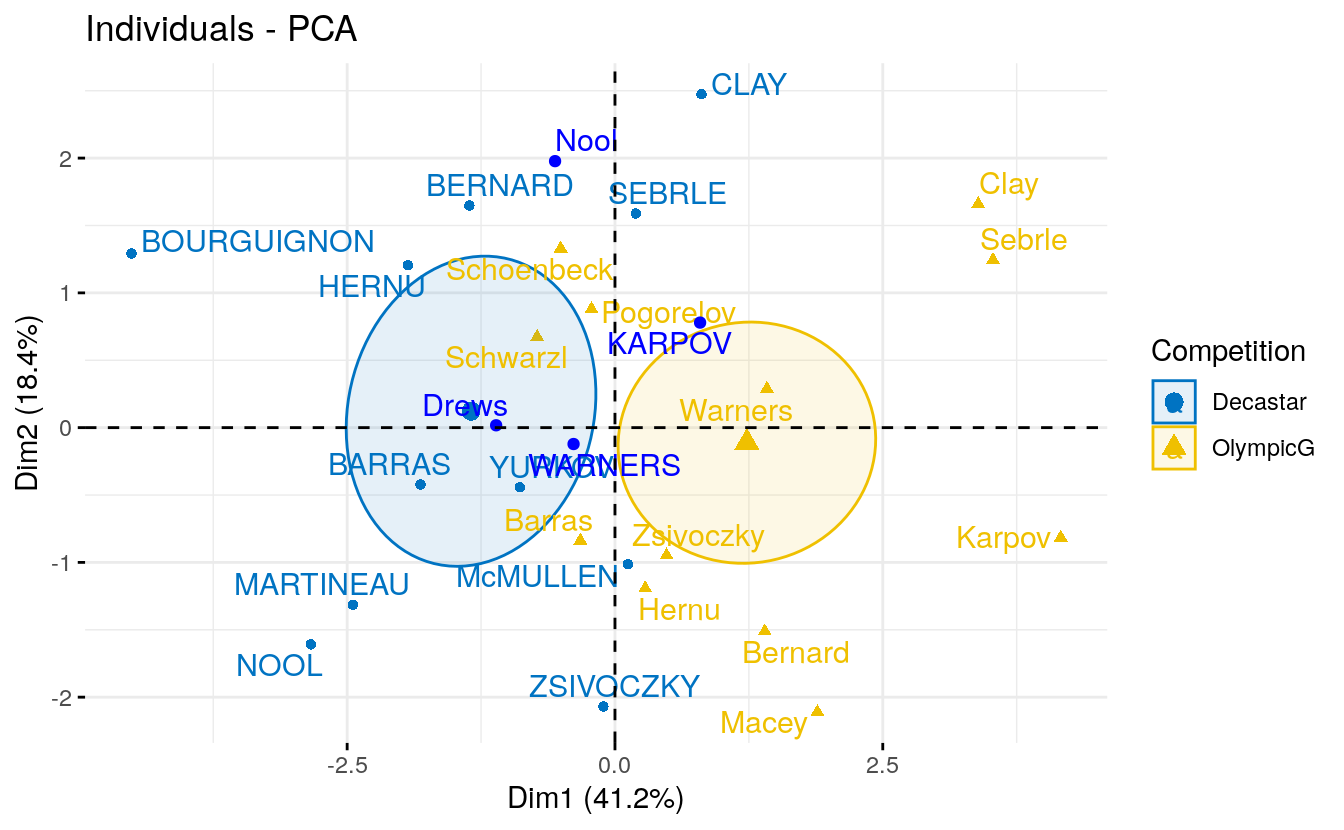 Individuals - PCA
CLAY
Nool
BERNARD
SEBRLE
Clay
BOURGUIGNON
Sebrle
Schoenbeck
HERNU
Pogorelov
KARPOV
Schwarzl
Drews
Warners
BARRAS
YURKOV
WARNERS
Barras
Zsivoczky
Karpov
McMULLEN
MARTINEAU
Hernu
Bernard
NOOL
ZSIVOCZKY
Macey
2
1
0
-1
-2
-2.5
0.0
2.5
Dim1 (41.2%)
Dim2 (18.4%)
Competition
Decastar
OlympicG